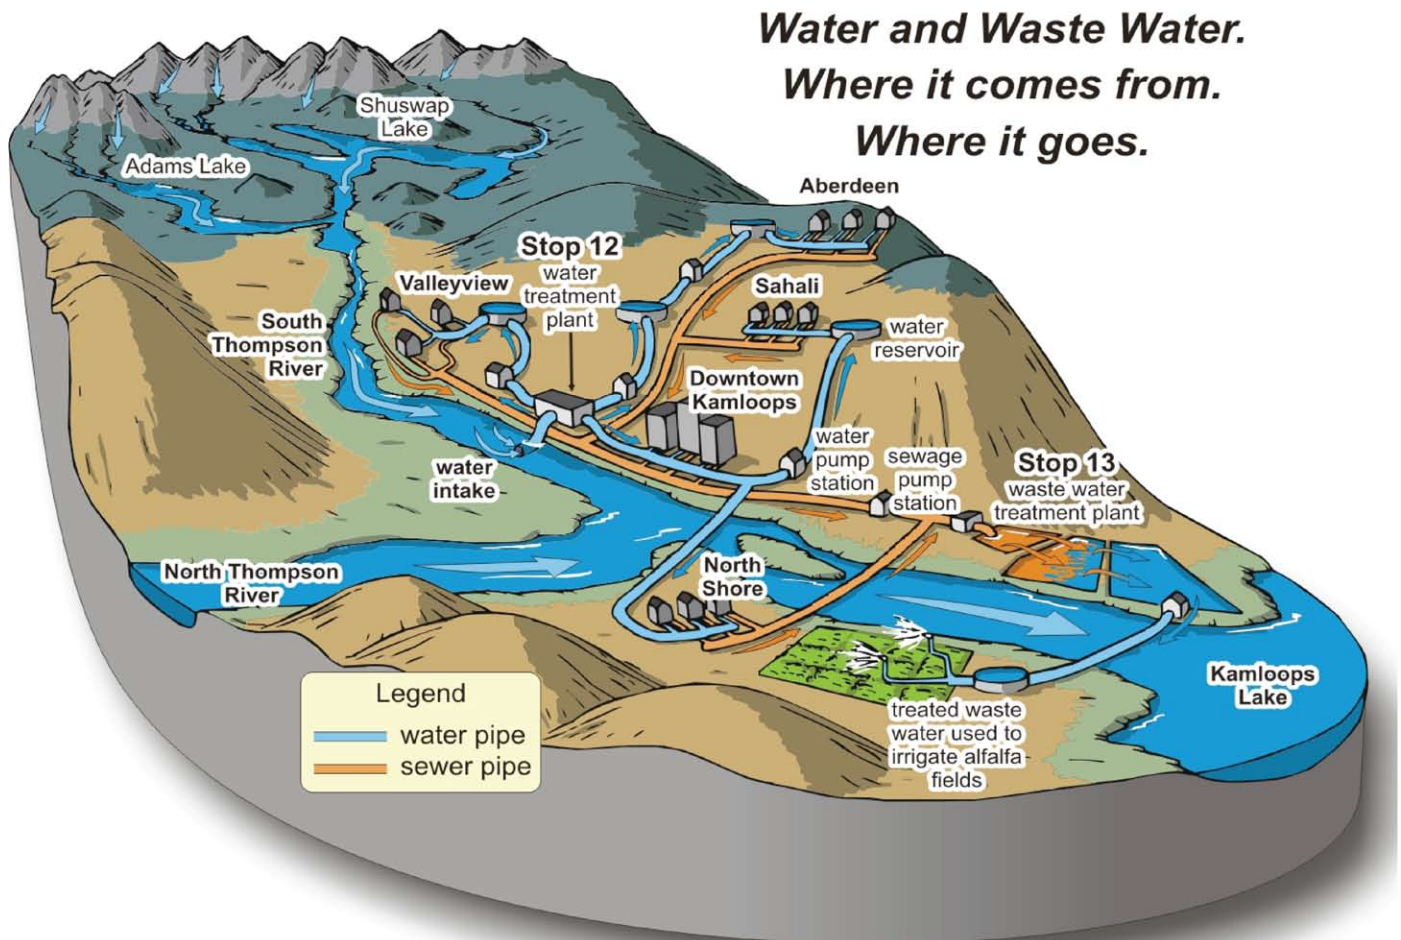 Water and Waste Water.
Where it comes from.
Where it goes.
Shuswap
Lake
Adams Lake
Aberdeen
Stop 12
water
treatment
plant
Valleyview
Sahali
South
Thompson
River
water
reservoir
Downtown
Kamloops
water
pump
station
sewage
pump
station
Stop 13
waste water
treatment plant
water
intake
North Thompson
River
North
Shore
Kamloops
Lake
treated waste
water used to
irrigate alfalfa
fields
Legend
water pipe
sewer pipe